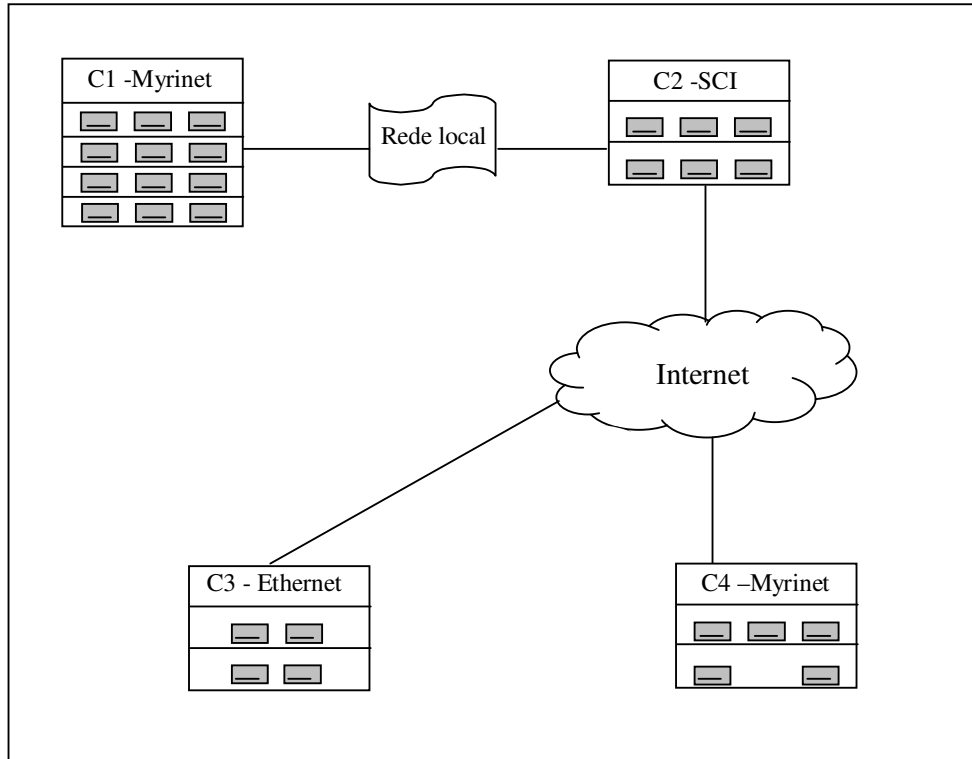 C1 -Myrinet
C2 -SCI
Rede local
Internet
C3 - Ethernet
C4 –Myrinet